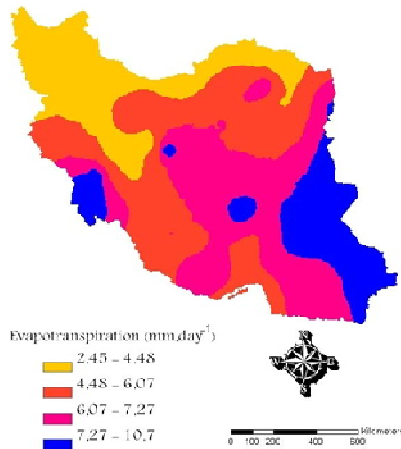 Evapotranspiration (mm.day⁻¹)
2,45 – 4,48
4,48 – 6,07
6,07 – 7,27
7,27 – 10,7
N
W
E
S
kilometers
0 100 200 400 600